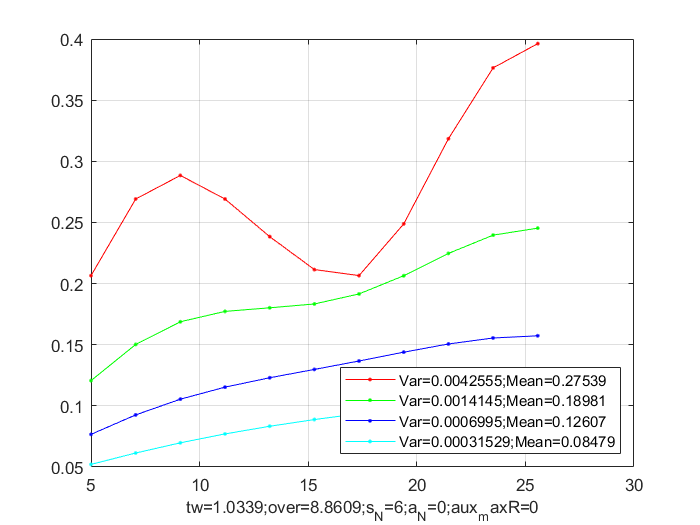 0.4
0.35
0.3
0.25
0.2
0.15
0.1
0.05
5
10
15
20
25
30
Var=0.0042555;Mean=0.27539
Var=0.0014145;Mean=0.18981
Var=0.0006995;Mean=0.12607
Var=0.00031529;Mean=0.08479
tw=1.0339;over=8.8609;s_N=6;a_N=0;aux_maxR=0